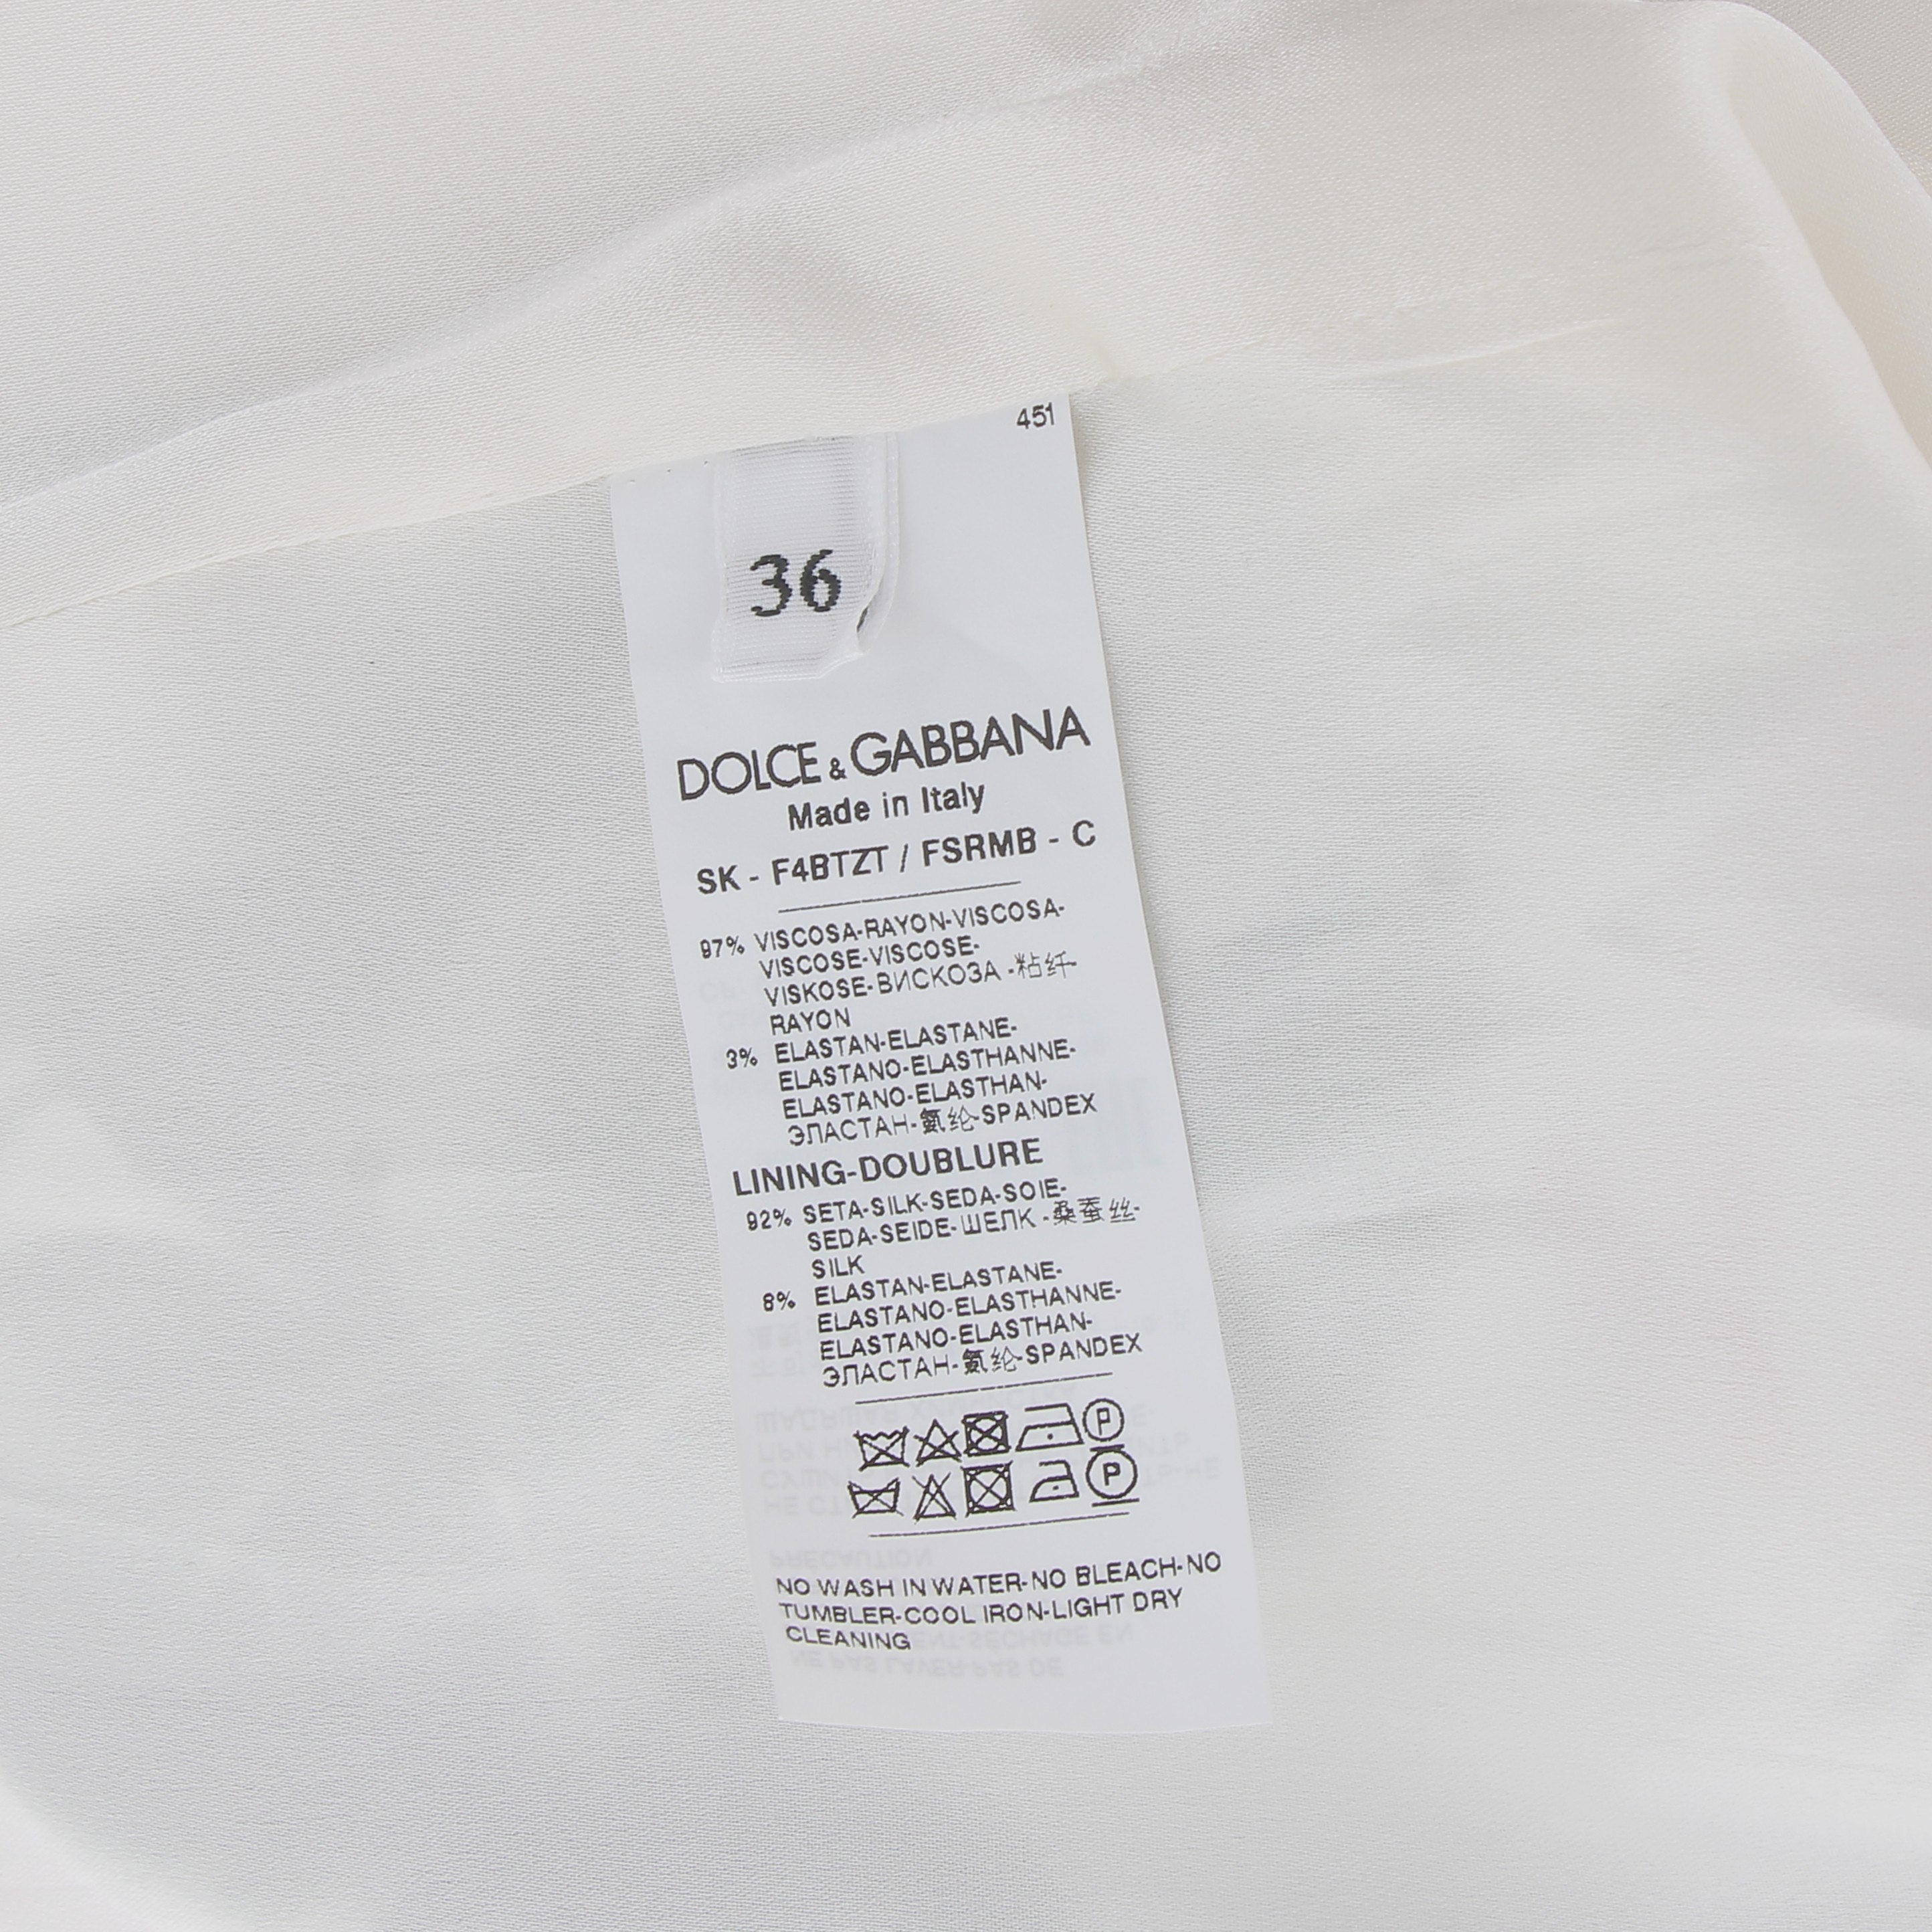 451
36
DOLCE & GABBANA
Made in Italy
SK - F4BTZT / FSRMB - C
97% VISCOSA-RAYON-VISCOSA-
VISCOSE-VISCOSE-
VISKOSE-ВИСКОЗА -粘纤-
RAYON
3% ELASTAN-ELASTANE-
ELASTANO-ELASTHANNE-
ELASTANO-ELASTHAN-
ЭЛАСТАН-氨纶-SPANDEX
LINING-DOUBLURE
92% SETA-SILK-SEDA-SOIE-
SEDA-SEIDE-ШЕЛК -桑蚕丝-
SILK
8% ELASTAN-ELASTANE-
ELASTANO-ELASTHANNE-
ELASTANO-ELASTHAN-
ЭЛАСТАН-氨纶-SPANDEX
P
P
NO WASH IN WATER-NO BLEACH-NO
TUMBLER-COOL IRON-LIGHT DRY
CLEANING